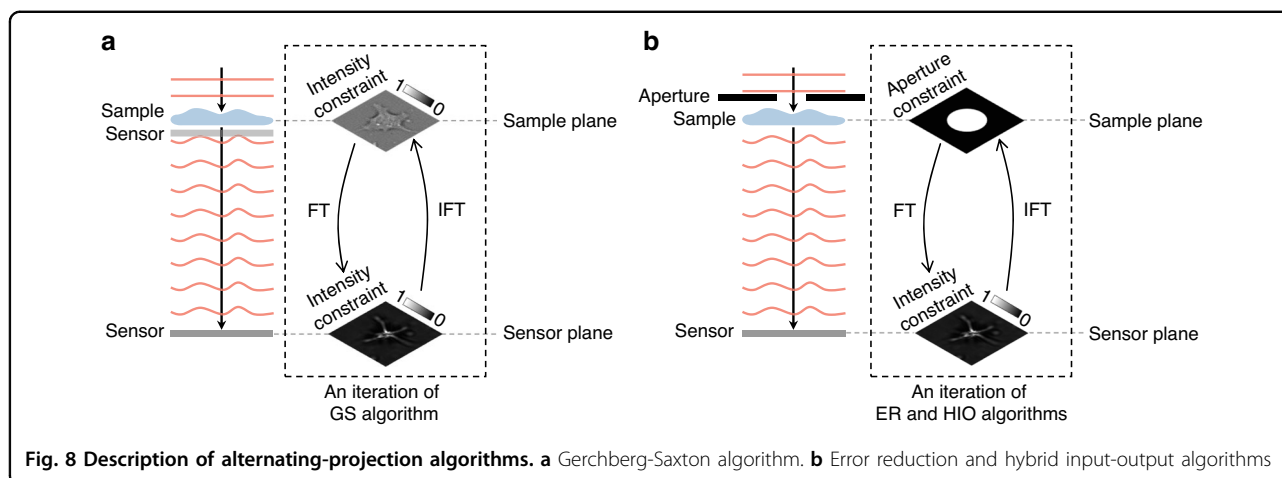 a
Intensity
constraint
1
0
Sample
Sensor
Sample plane
FT
IFT
Intensity
constraint
1
0
Sensor
Sensor plane
An iteration of
GS algorithm
b
Aperture
constraint
Aperture
Sample
Sample plane
FT
IFT
Intensity
constraint
1
0
Sensor
Sensor plane
An iteration of
ER and HIO algorithms
Fig. 8 Description of alternating-projection algorithms. a Gerchberg-Saxton algorithm. b Error reduction and hybrid input-output algorithms